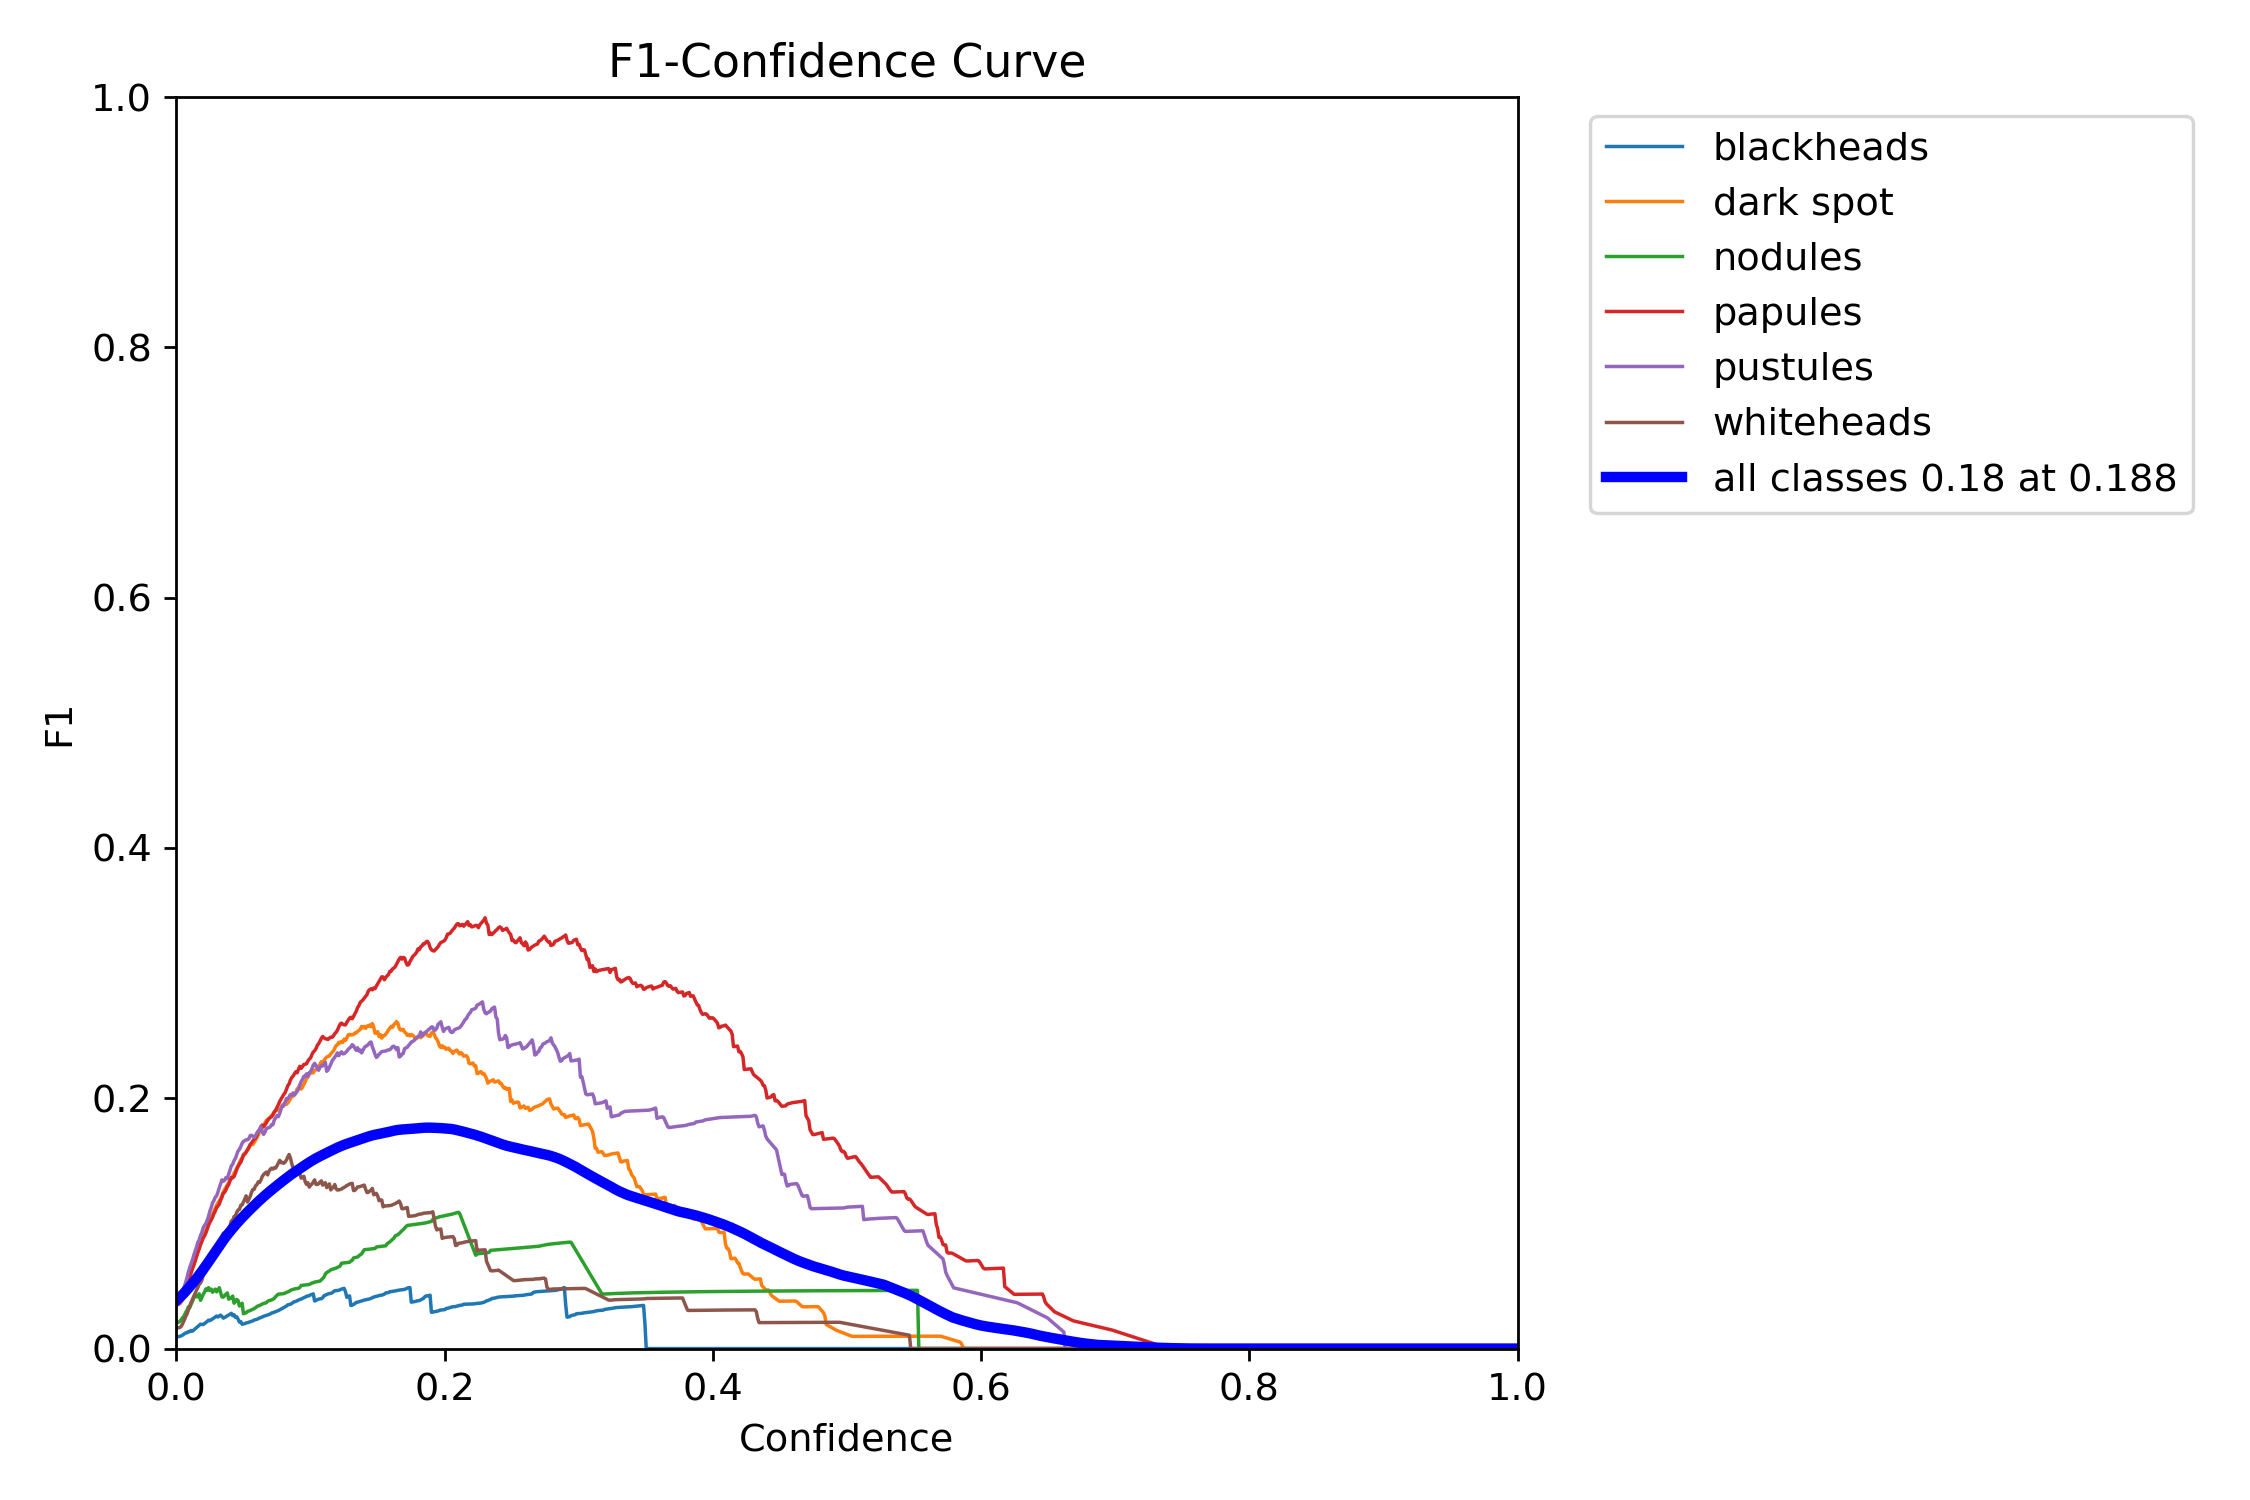 F1-Confidence Curve
1.0
0.8
0.6
0.4
0.2
0.0
F1
0.0 0.2 0.4 0.6 0.8 1.0
Confidence
blackheads
dark spot
nodules
papules
pustules
whiteheads
all classes 0.18 at 0.188